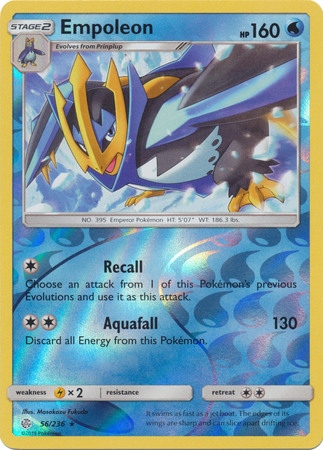 STAGE 2
Empoleon
HP 160
Evolves from Prinplup
NO. 395 Emperor Pokémon HT: 5'07" WT: 186.3 lbs.
Recall
Choose an attack from 1 of this Pokémon's previous
Evolutions and use it as this attack.
Aquafall 130
Discard all Energy from this Pokémon.
weakness × 2 resistance retreat
Illus. Masakazu Fukuda
56/236
©2019 Pokémon
It swims as fast as a jet boat. The edges of its
wings are sharp and can slice apart drifting ice.